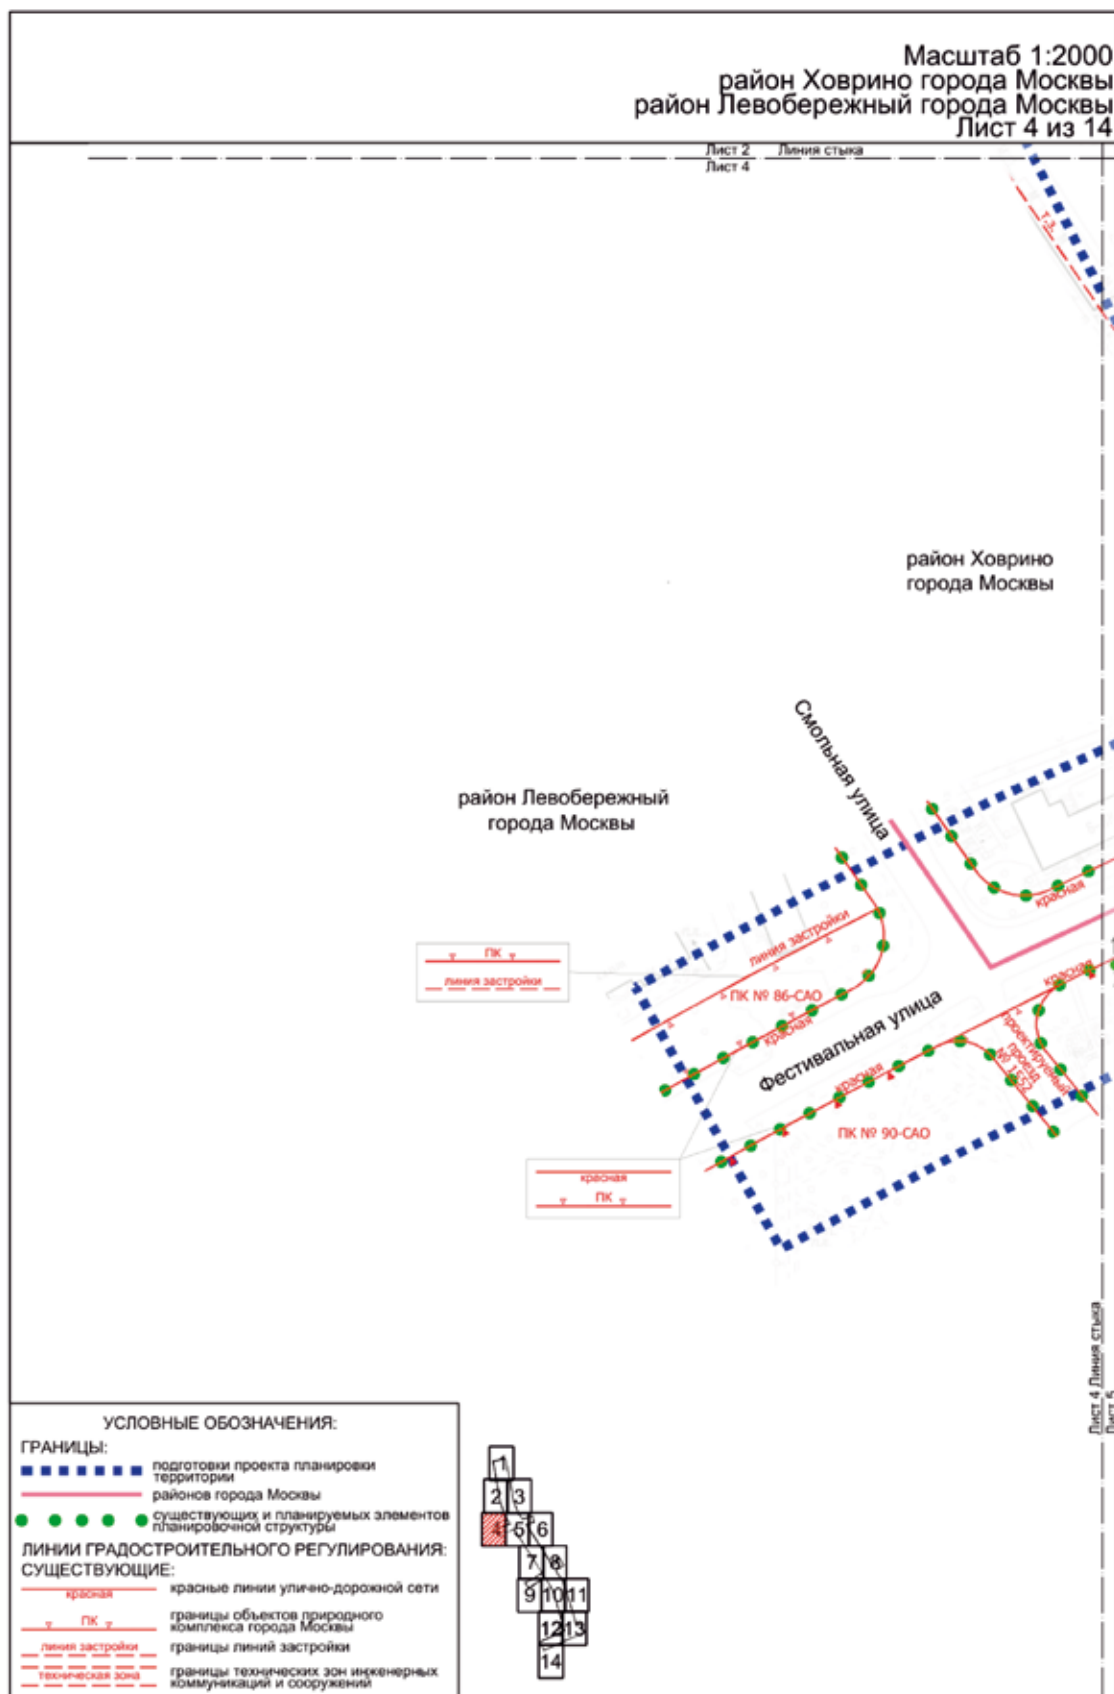 Масштаб 1:2000
район Ховрино города Москвы
район Левобережный города Москвы
Лист 4 из 14
Лист 2 Линия стыка
Лист 4
Т.З.
район Ховрино
города Москвы
Смольная улица
район Левобережный
города Москвы
красная
линия застройки
ПК
линия застройки
ПК № 86-САО
красная
Фестивальная улица
красная
красная
проектируемый
проезд
№ 1552
ПК № 90-САО
красная
ПК
Лист 4 Линия стыка
Лист 5
УСЛОВНЫЕ ОБОЗНАЧЕНИЯ:
ГРАНИЦЫ:
подготовки проекта планировки
территории
районов города Москвы
существующих и планируемых элементов
планировочной структуры
ЛИНИИ ГРАДОСТРОИТЕЛЬНОГО РЕГУЛИРОВАНИЯ:
СУЩЕСТВУЮЩИЕ:
красная
красные линии улично-дорожной сети
ПК
границы объектов природного
комплекса города Москвы
линия застройки
границы линий застройки
техническая зона
границы технических зон инженерных
коммуникаций и сооружений
1
2 3
4 5 6
7 8
9 10 11
12 13
14